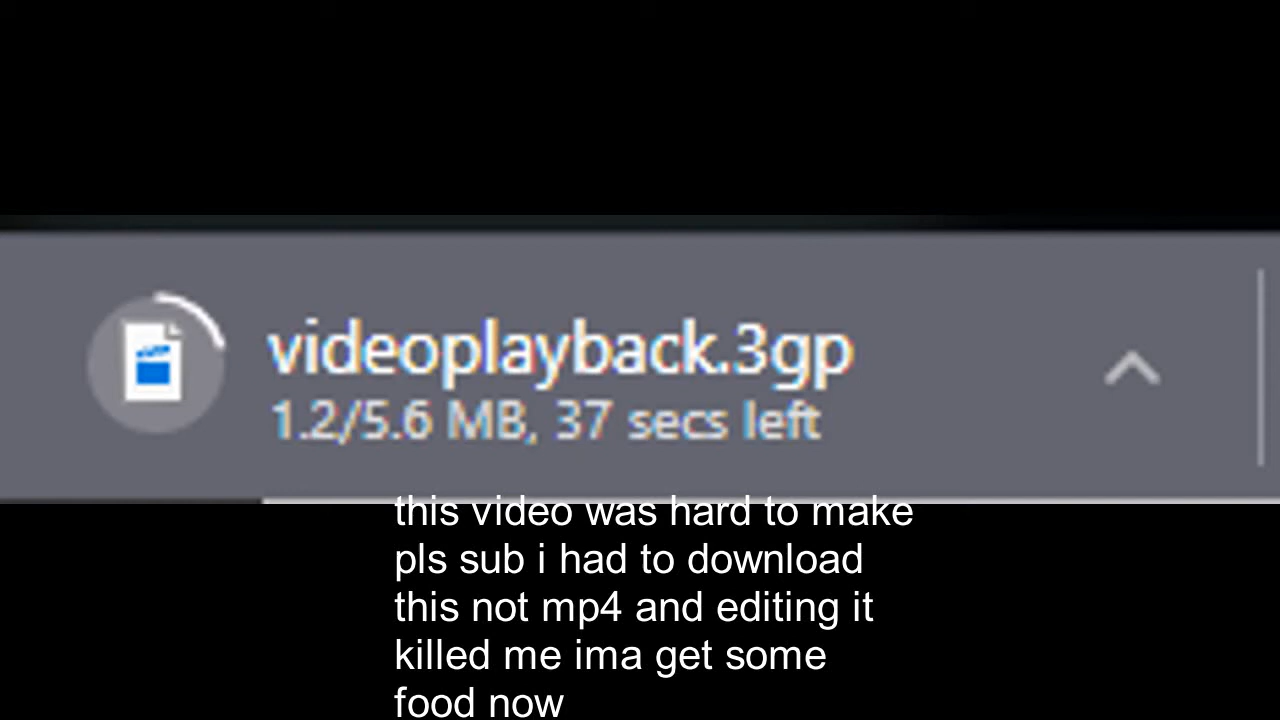 videoplayback.3gp
1.2/5.6 MB, 37 secs left
this video was hard to make
pls sub i had to download
this not mp4 and editing it
killed me ima get some
food now